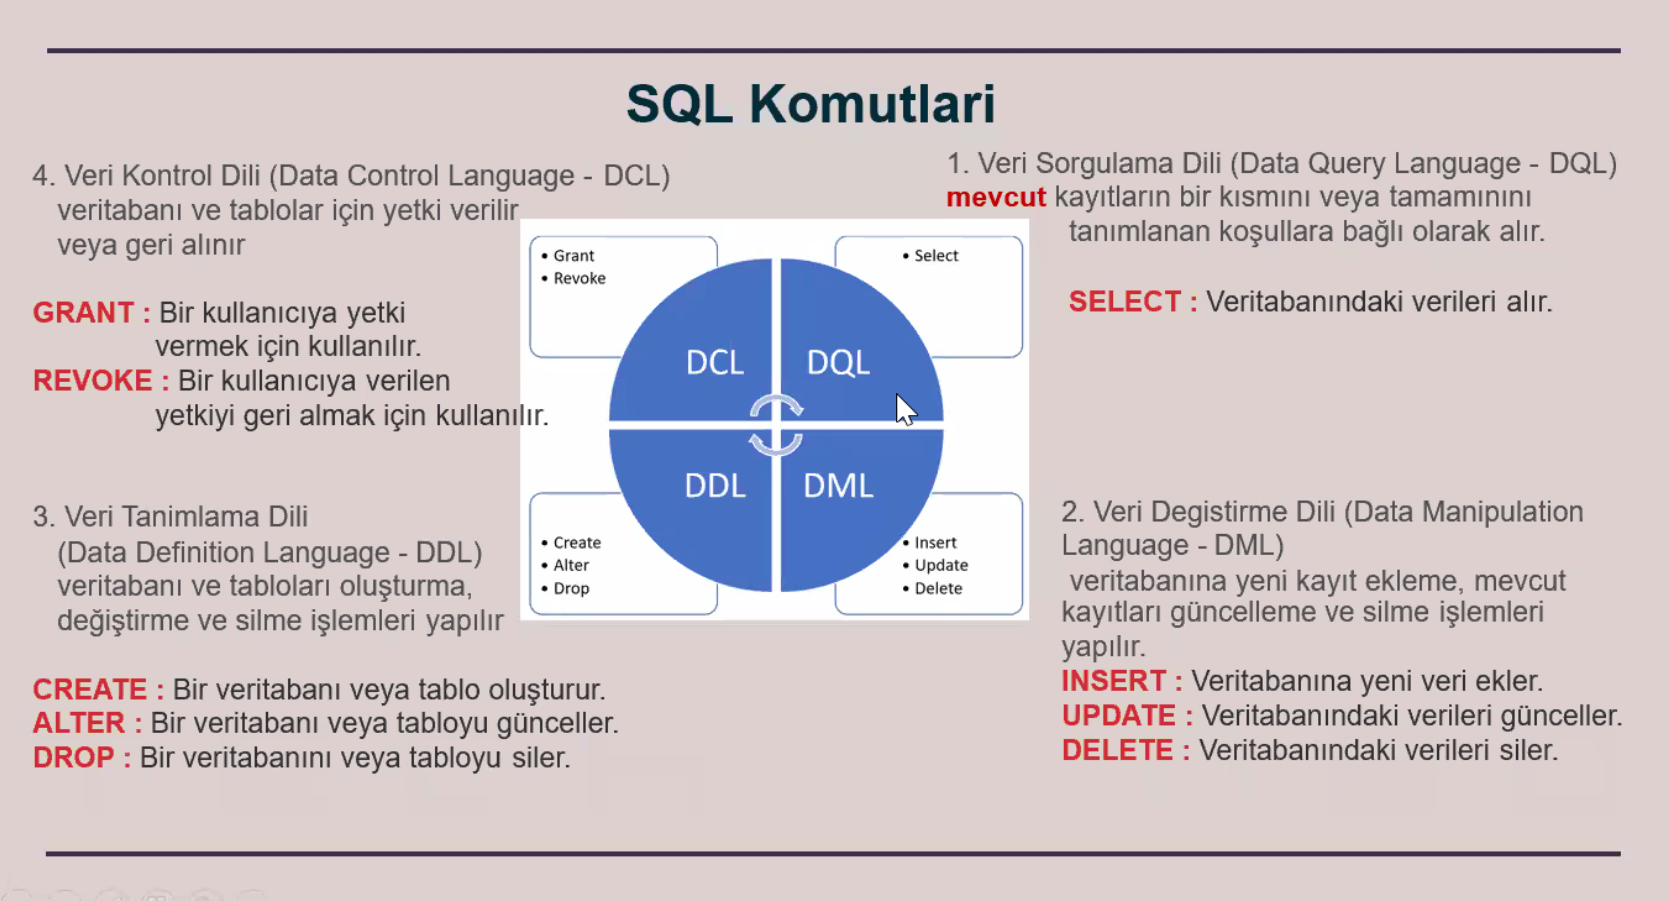 SQL Komutlari
4. Veri Kontrol Dili (Data Control Language - DCL)
veritabanı ve tablolar için yetki verilir
veya geri alınır
GRANT : Bir kullanıcıya yetki
vermek için kullanılır.
REVOKE : Bir kullanıcıya verilen
yetkiyi geri almak için kullanılır.
1. Veri Sorgulama Dili (Data Query Language - DQL)
mevcut kayıtların bir kısmını veya tamamınını
tanımlanan koşullara bağlı olarak alır.
SELECT : Veritabanındaki verileri alır.
• Grant
• Revoke
• Select
DCL
DQL
DDL
DML
• Create
• Alter
• Drop
• Insert
• Update
• Delete
3. Veri Tanimlama Dili
(Data Definition Language - DDL)
veritabanı ve tabloları oluşturma,
değiştirme ve silme işlemleri yapılır
CREATE : Bir veritabanı veya tablo oluşturur.
ALTER : Bir veritabanı veya tabloyu günceller.
DROP : Bir veritabanını veya tabloyu siler.
2. Veri Degistirme Dili (Data Manipulation
Language - DML)
veritabanına yeni kayıt ekleme, mevcut
kayıtları güncelleme ve silme işlemleri
yapılır.
INSERT : Veritabanına yeni veri ekler.
UPDATE : Veritabanındaki verileri günceller.
DELETE : Veritabanındaki verileri siler.